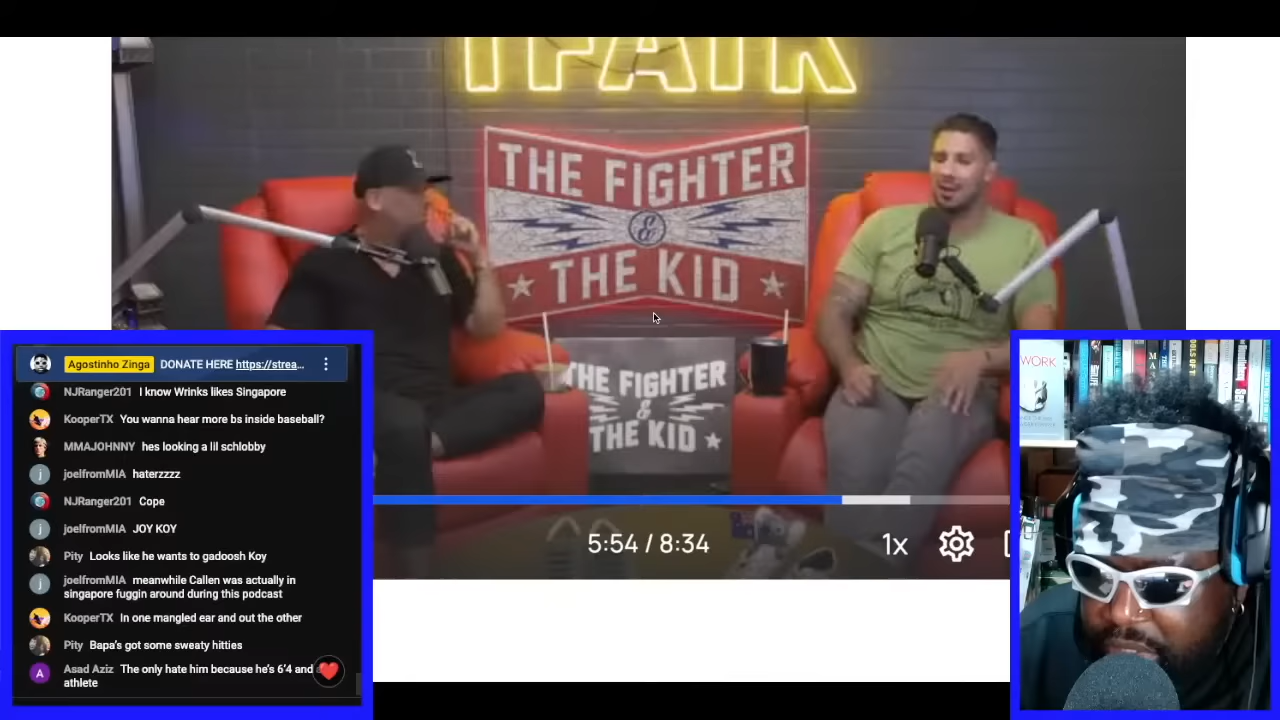 TFATK
THE FIGHTER
&
THE KID
THE FIGHTER
&
THE KID
5:54 / 8:34
1x
Agostinho Zinga DONATE HERE https://strea...
NJRanger201 I know Wrinks likes Singapore
KooperTX You wanna hear more bs inside baseball?
MMAJOHNNY hes looking a lil schlobby
joelfromMIA haterzzzz
NJRanger201 Cope
joelfromMIA JOY KOY
Pity Looks like he wants to gadoosh Koy
joelfromMIA meanwhile Callen was actually in
singapore fuggin around during this podcast
KooperTX In one mangled ear and out the other
Pity Bapa's got some sweaty hitties
A Asad Aziz The only hate him because he's 6'4 and
athlete
WORK